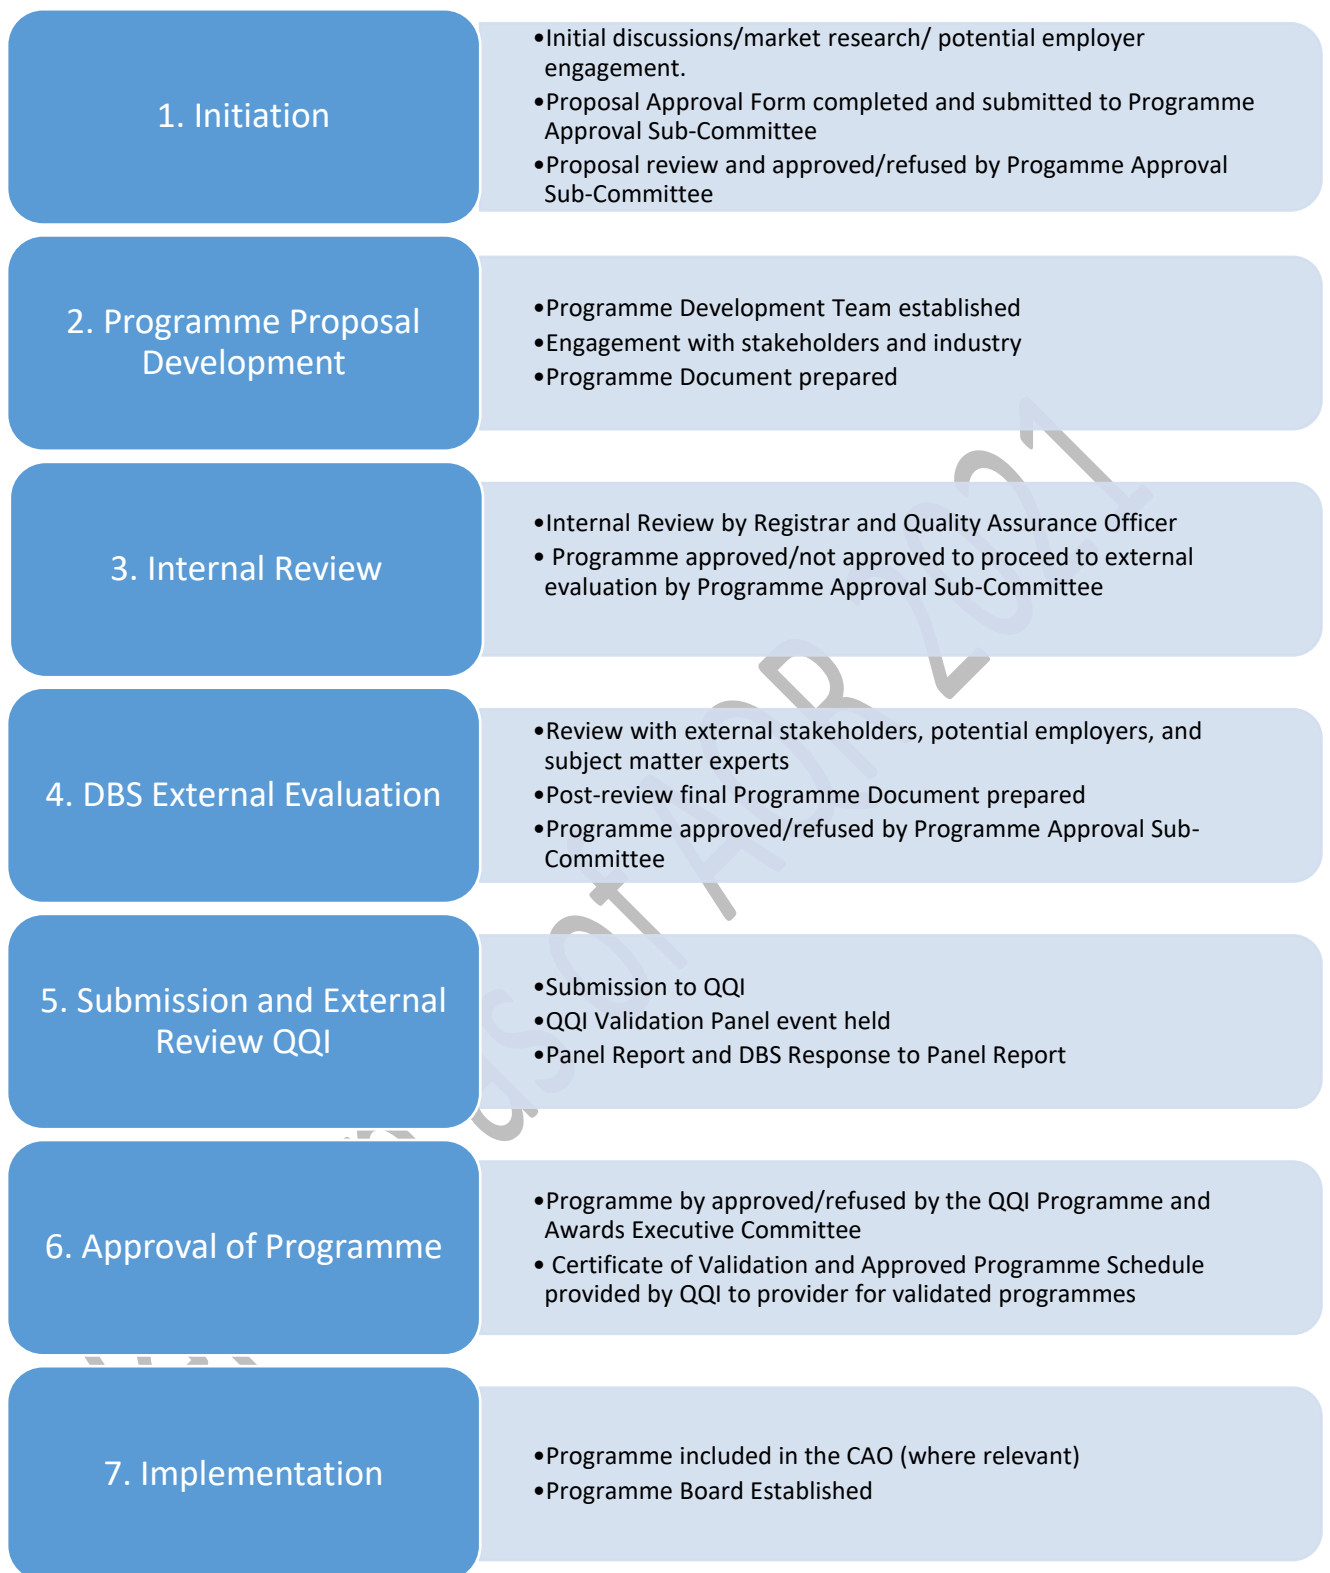 1. Initiation
•Initial discussions/market research/ potential employer
engagement.
•Proposal Approval Form completed and submitted to Programme
Approval Sub-Committee
•Proposal review and approved/refused by Progamme Approval
Sub-Committee
2. Programme Proposal
Development
•Programme Development Team established
•Engagement with stakeholders and industry
•Programme Document prepared
3. Internal Review
•Internal Review by Registrar and Quality Assurance Officer
• Programme approved/not approved to proceed to external
evaluation by Programme Approval Sub-Committee
4. DBS External Evaluation
•Review with external stakeholders, potential employers, and
subject matter experts
•Post-review final Programme Document prepared
•Programme approved/refused by Programme Approval Sub-
Committee
5. Submission and External
Review QQI
•Submission to QQI
•QQI Validation Panel event held
•Panel Report and DBS Response to Panel Report
6. Approval of Programme
•Programme by approved/refused by the QQI Programme and
Awards Executive Committee
• Certificate of Validation and Approved Programme Schedule
provided by QQI to provider for validated programmes
7. Implementation
•Programme included in the CAO (where relevant)
•Programme Board Established
as of AQR 2021